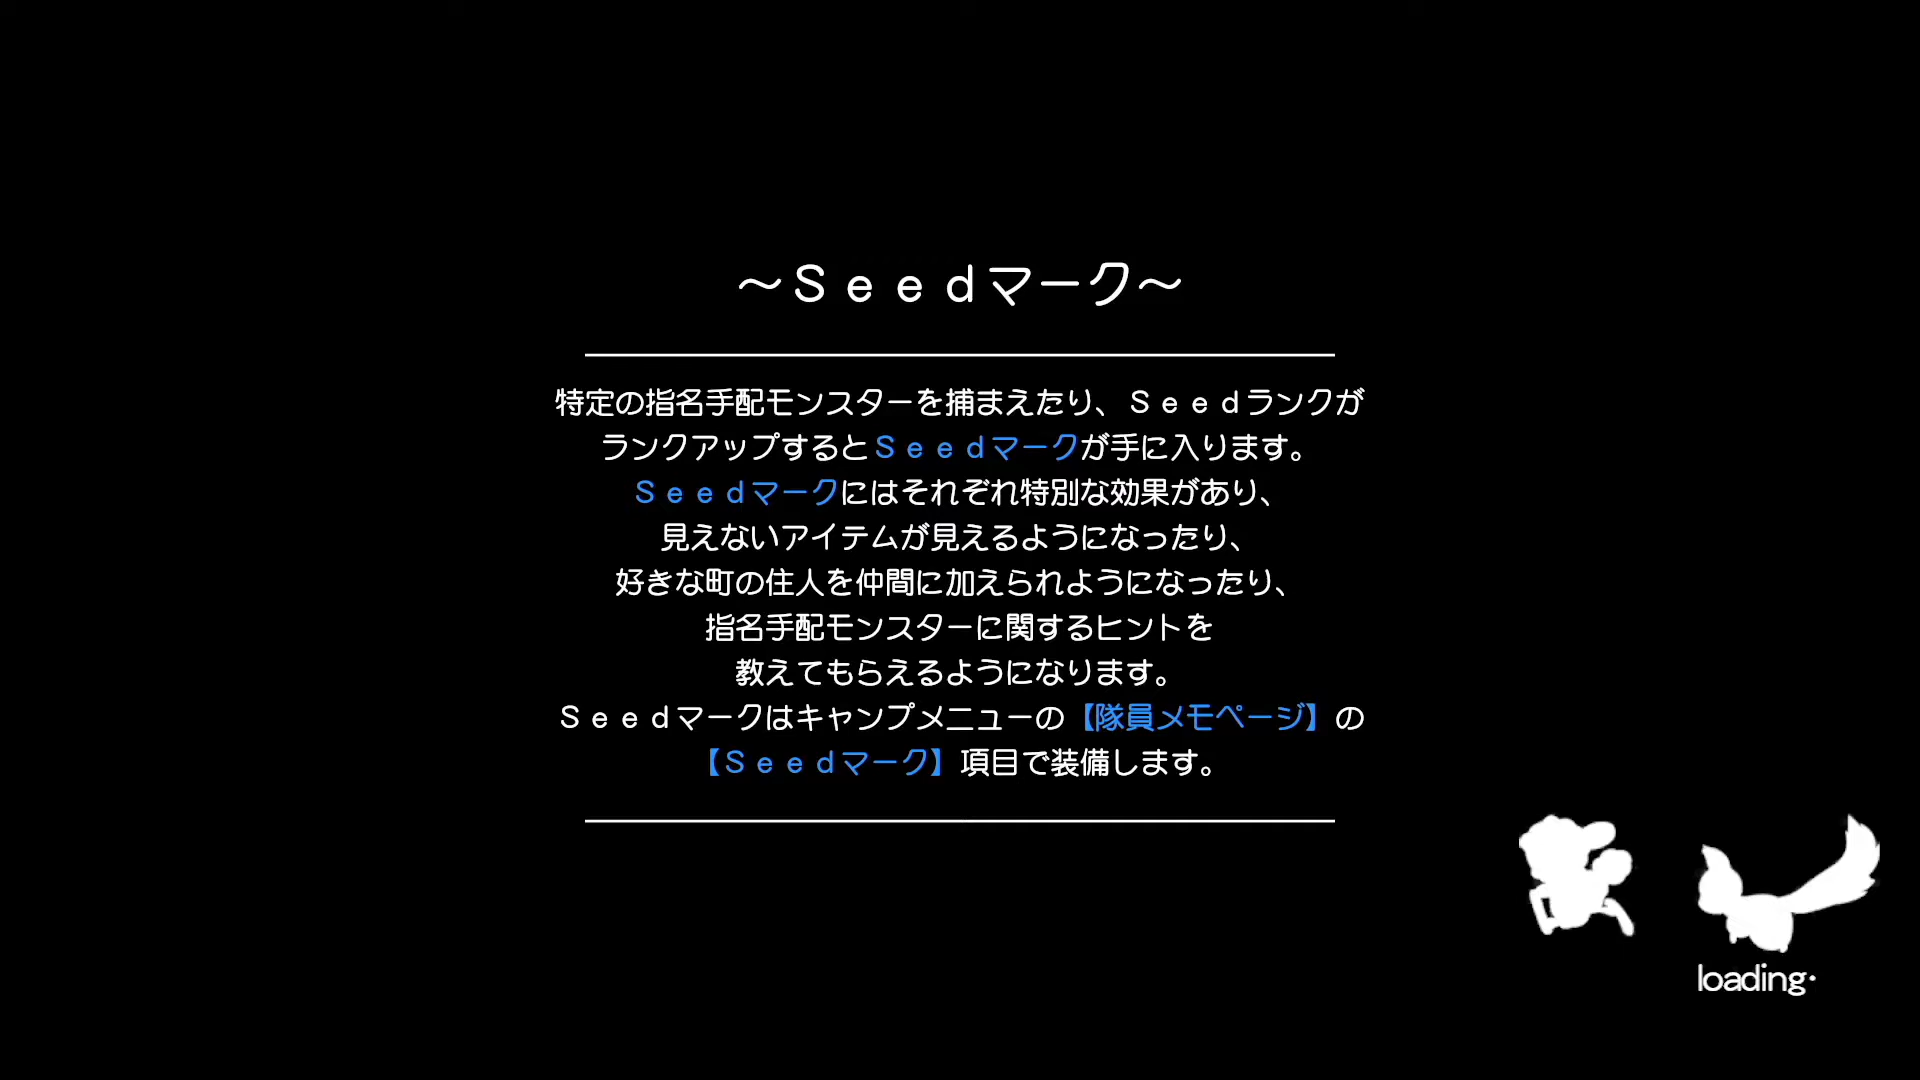 ～Ｓｅｅｄマーク～
特定の指名手配モンスターを捕まえたり、Ｓｅｅｄランクが
ランクアップするとＳｅｅｄマークが手に入ります。
Ｓｅｅｄマークにはそれぞれ特別な効果があり、
見えないアイテムが見えるようになったり、
好きな町の住人を仲間に加えられようになったり、
指名手配モンスターに関するヒントを
教えてもらえるようになります。
Ｓｅｅｄマークはキャンプメニューの【隊員メモページ】の
【Ｓｅｅｄマーク】項目で装備します。
loading・